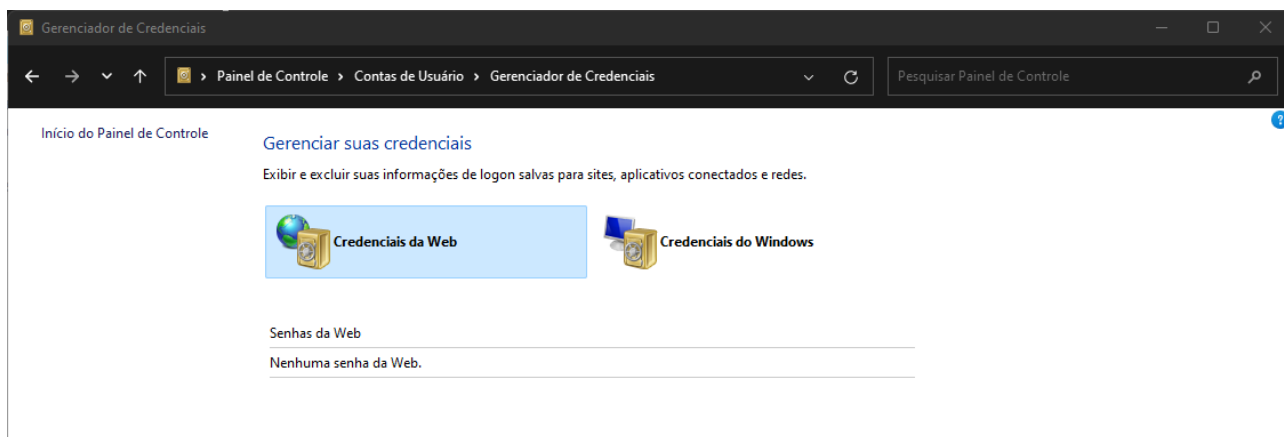 Gerenciador de Credenciais
Painel de Controle > Contas de Usuário > Gerenciador de Credenciais
Pesquisar Painel de Controle
Início do Painel de Controle
Gerenciar suas credenciais
Exibir e excluir suas informações de logon salvas para sites, aplicativos conectados e redes.
Credenciais da Web
Credenciais do Windows
Senhas da Web
Nenhuma senha da Web.